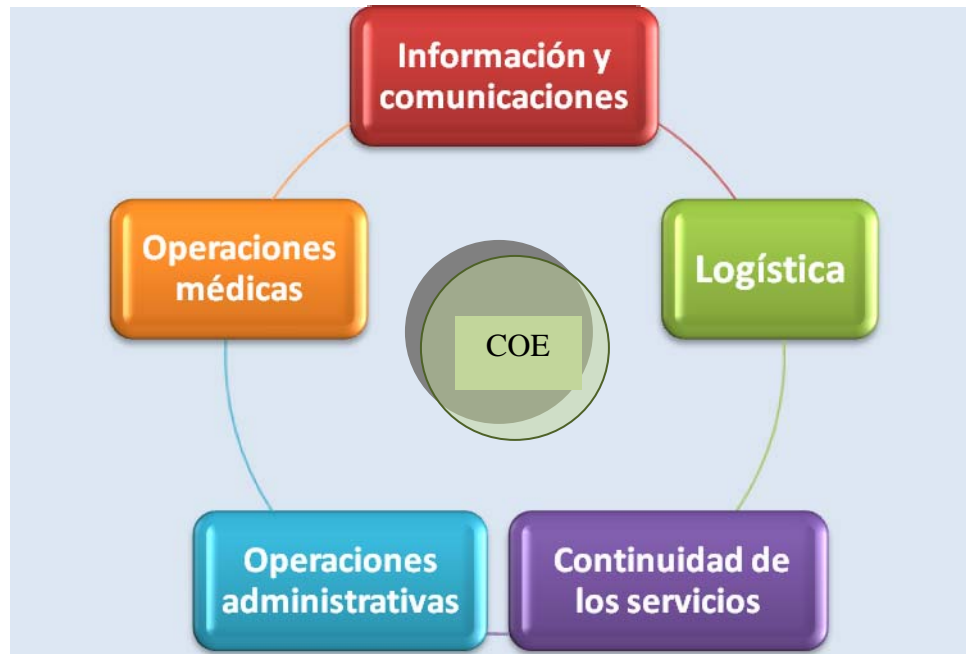 Información y
comunicaciones
Operaciones
médicas
Logística
COE
Operaciones
administrativas
Continuidad de
los servicios